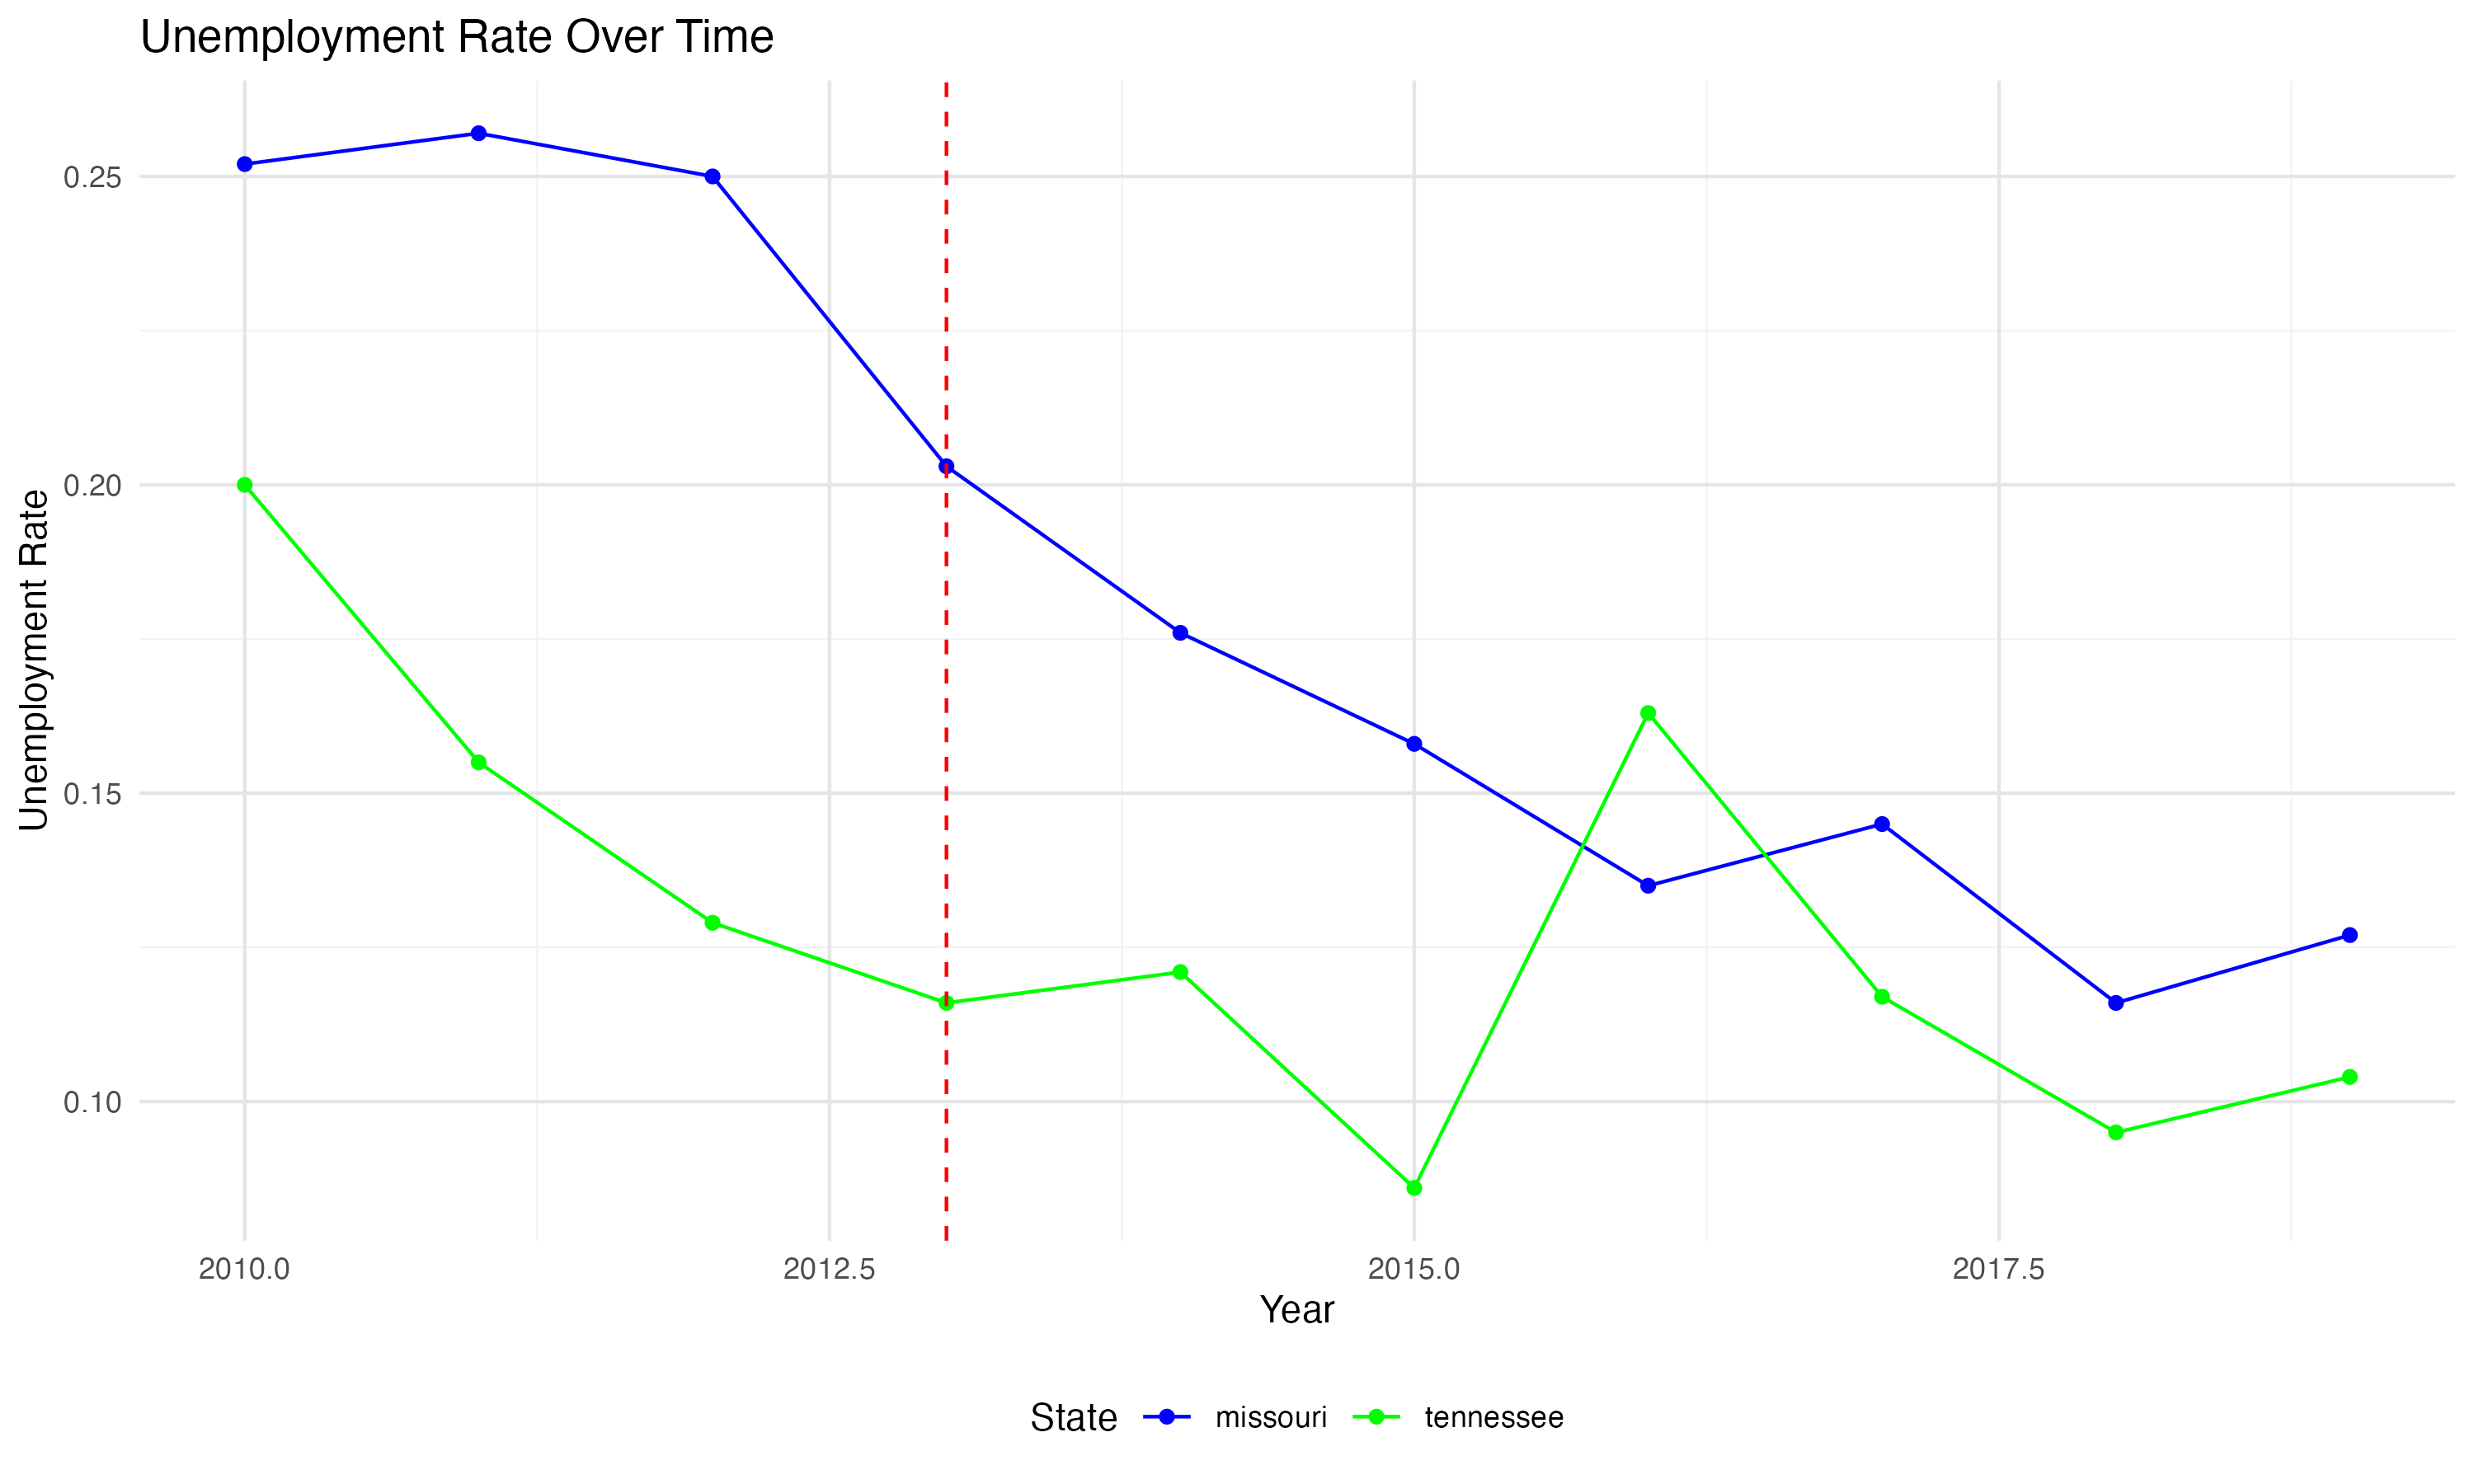 Unemployment Rate Over Time
Unemployment Rate
0.25
0.20
0.15
0.10
2010.0 2012.5 2015.0 2017.5
Year
State missouri tennessee